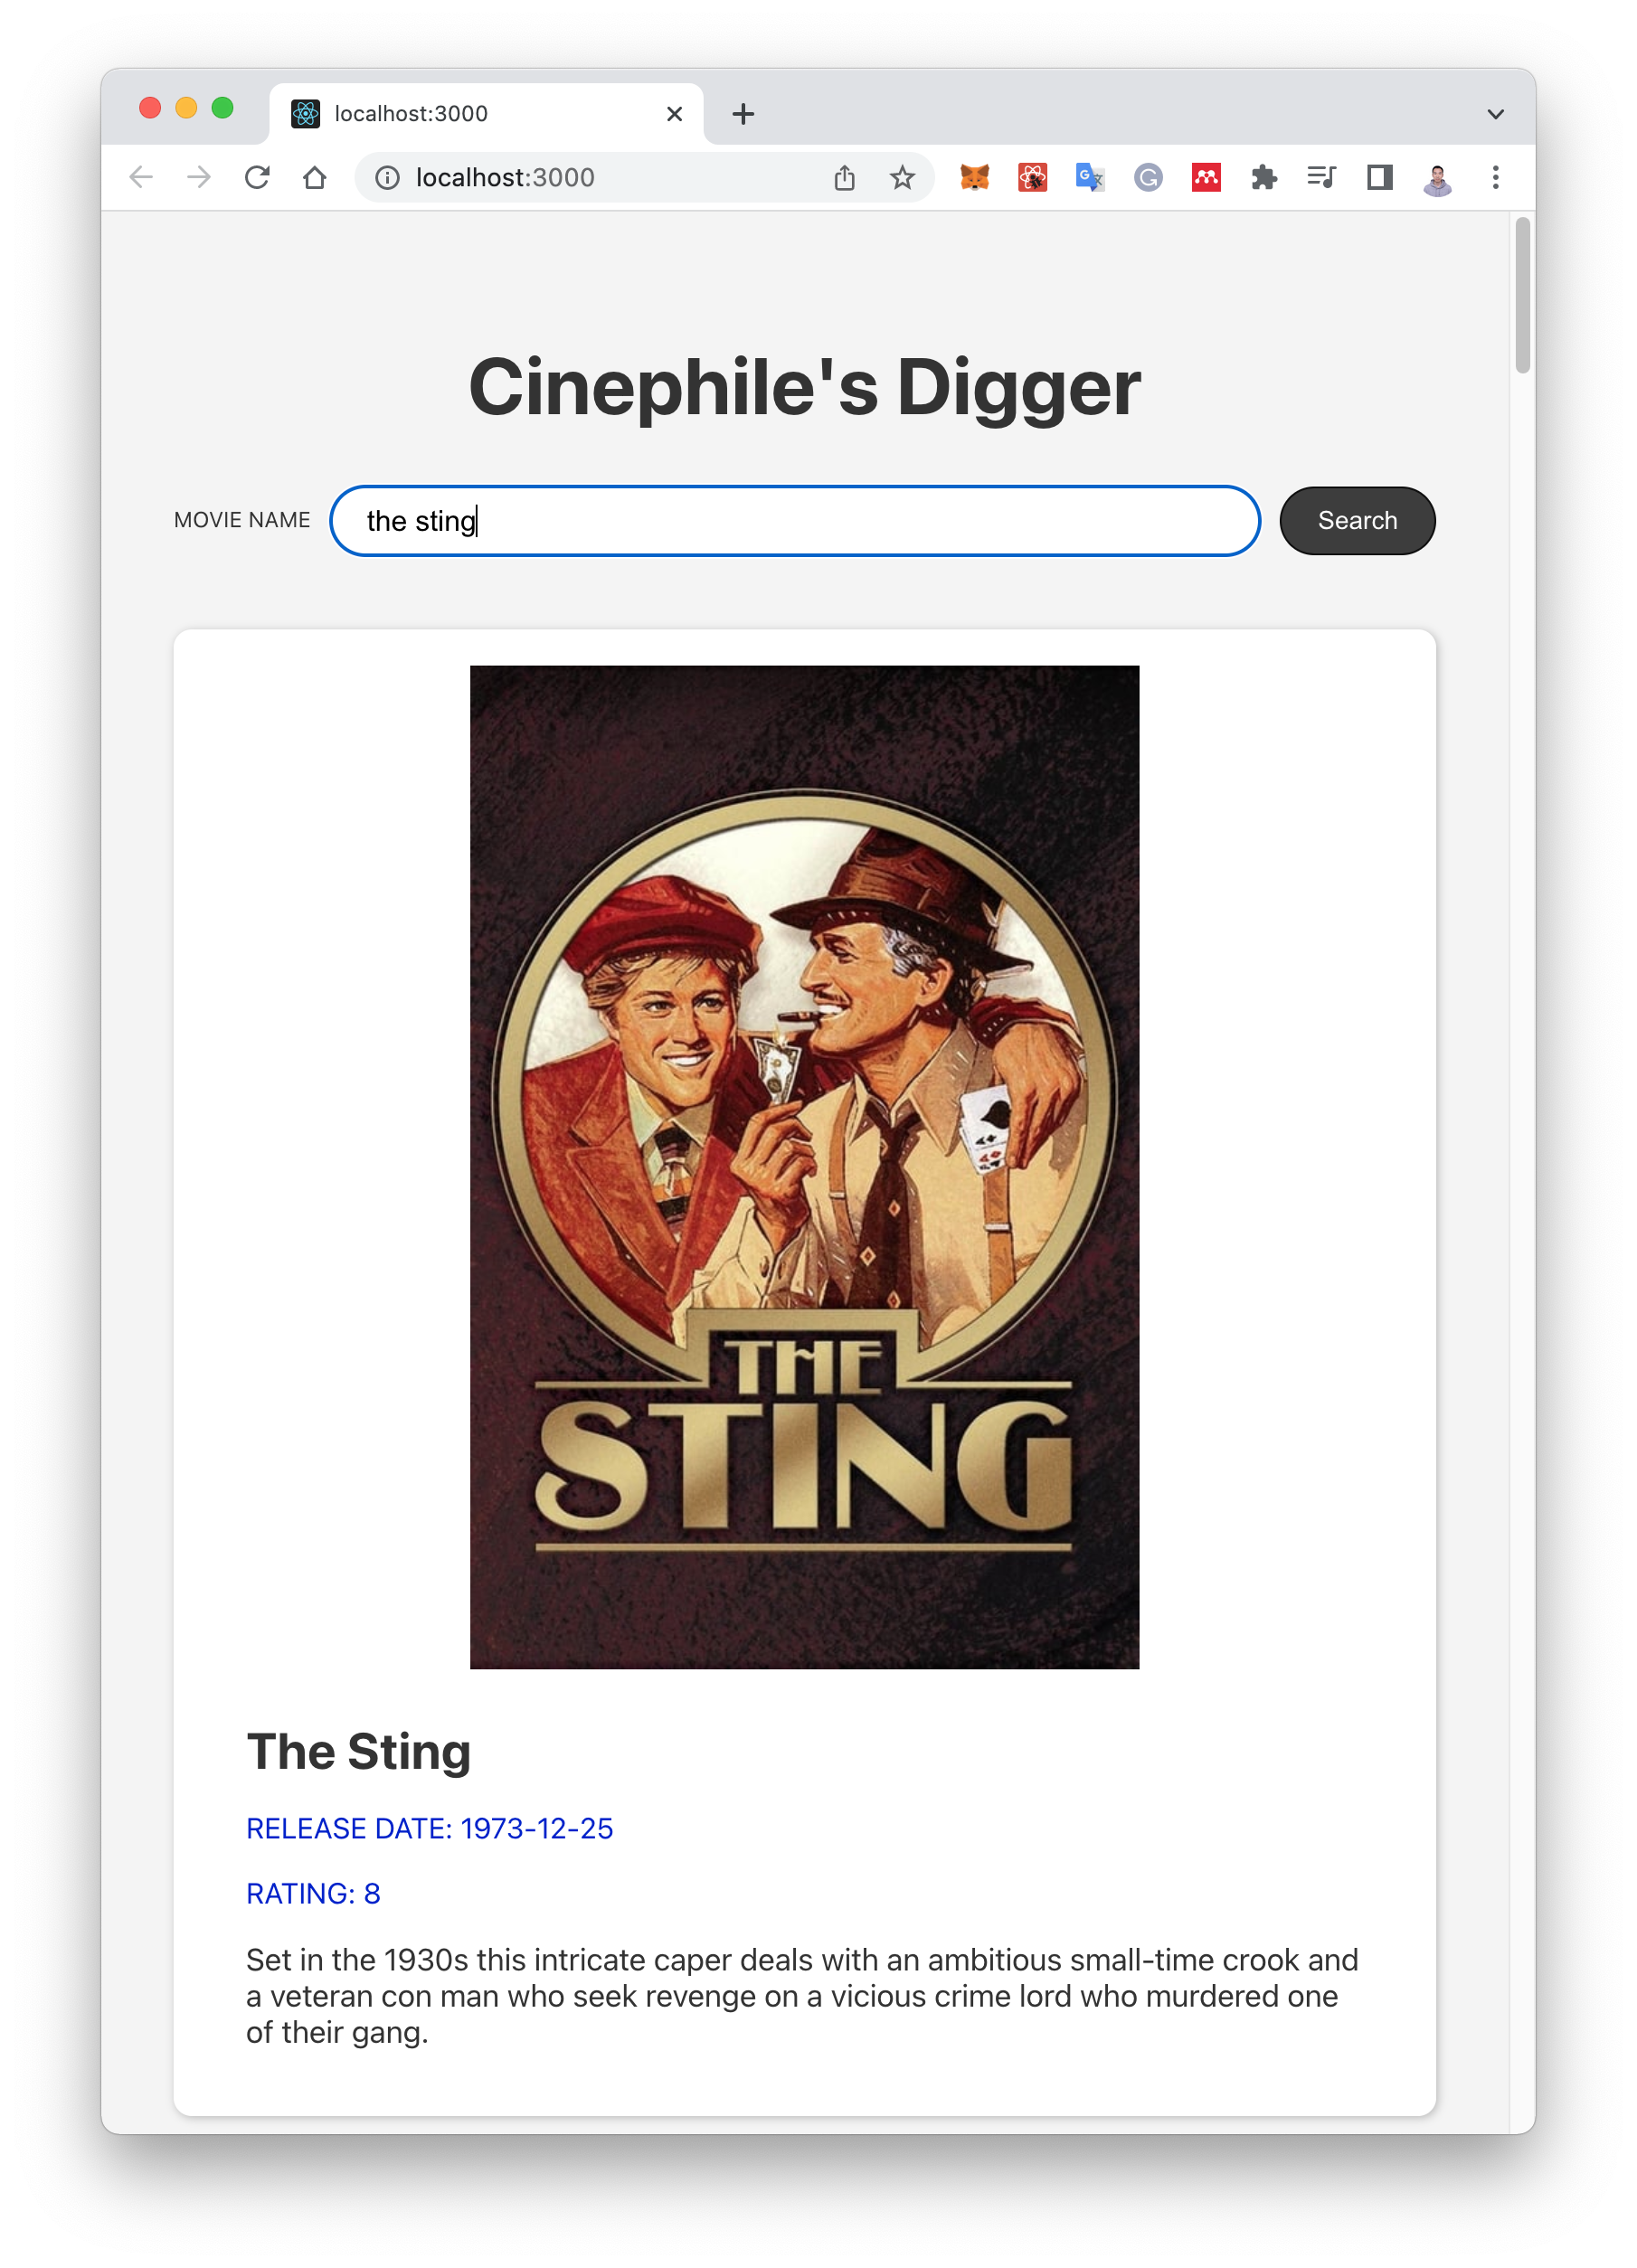 localhost:3000
localhost:3000
Cinephile's Digger
MOVIE NAME
the sting
Search
THE
STING
The Sting
RELEASE DATE: 1973-12-25
RATING: 8
Set in the 1930s this intricate caper deals with an ambitious small-time crook and
a veteran con man who seek revenge on a vicious crime lord who murdered one
of their gang.